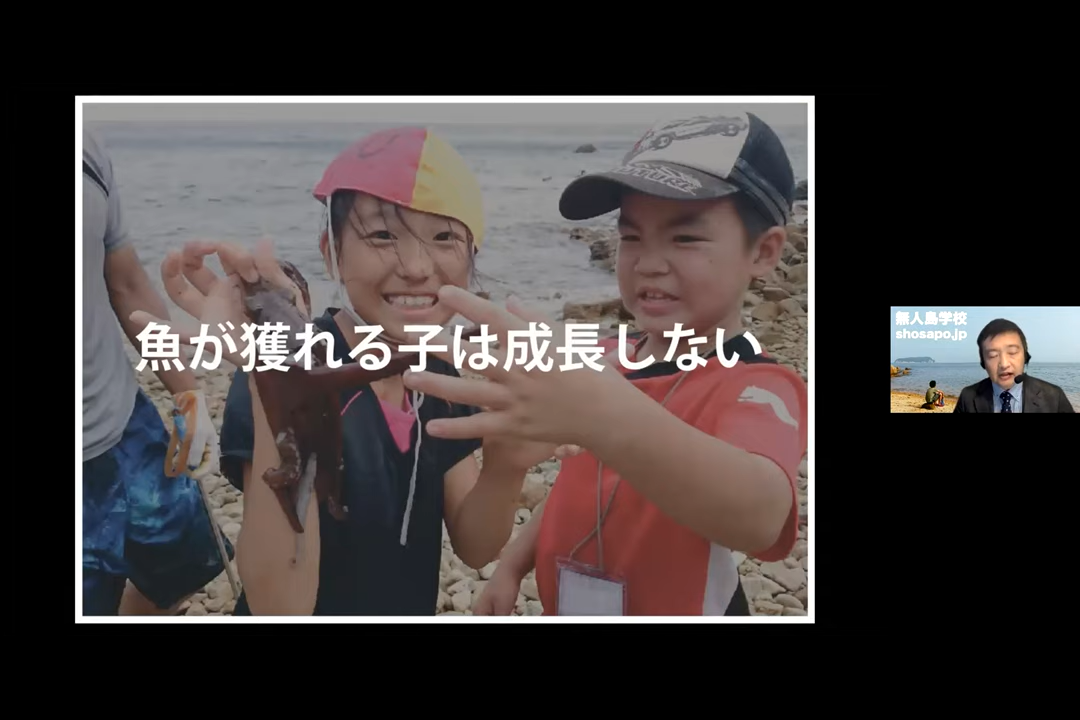 魚が獲れる子は成長しない
無人島学校
shosapo.jp